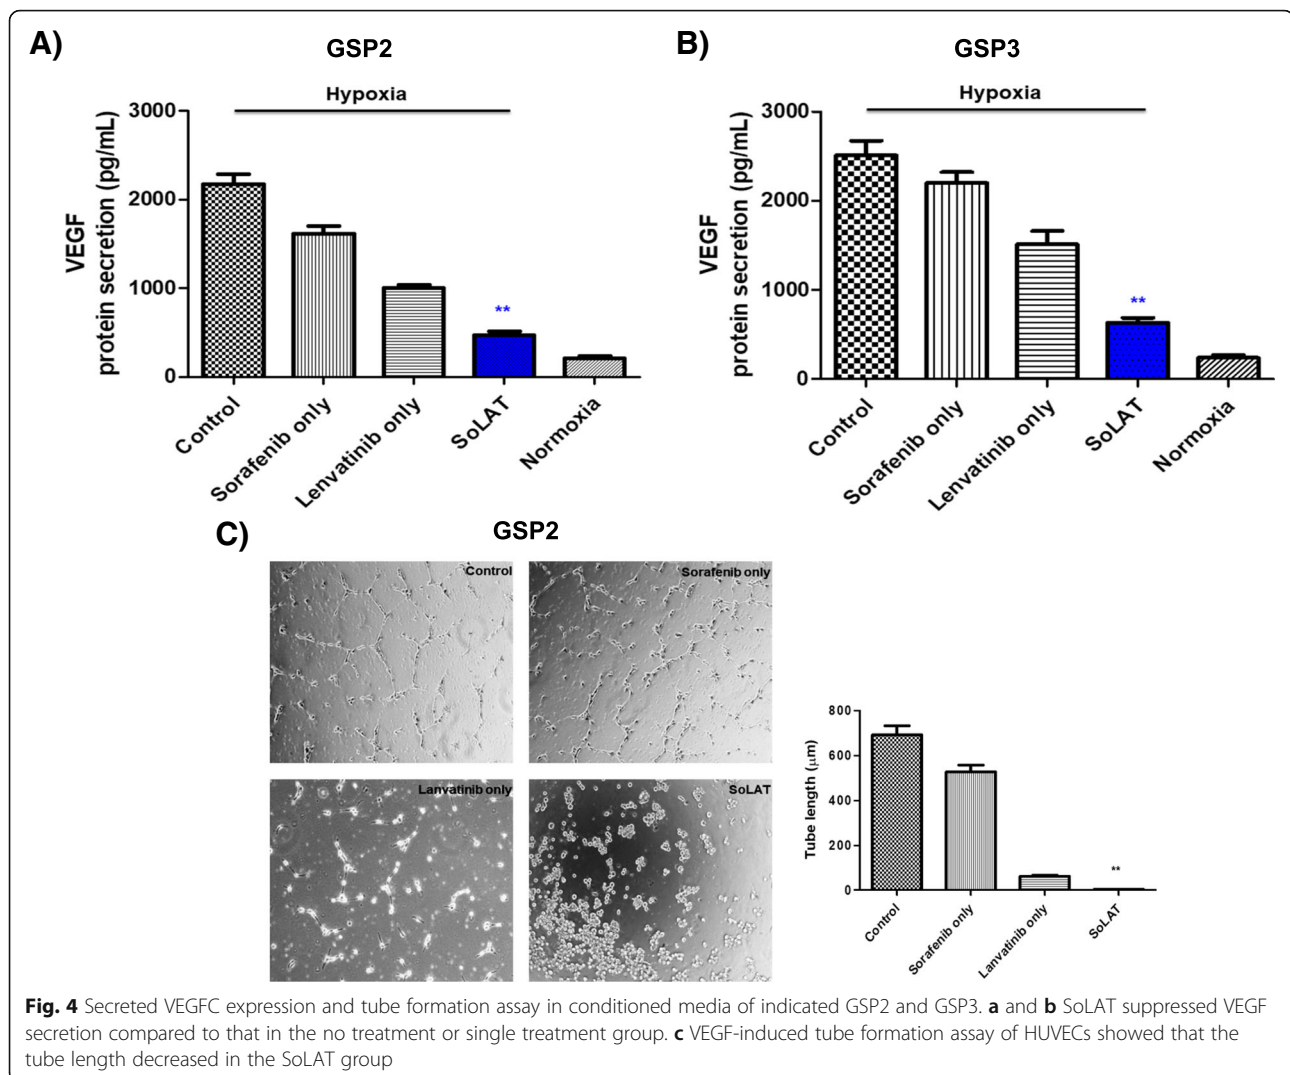 A)
GSP2
Hypoxia
VEGF
protein secretion (pg/mL)
3000
2000
1000
0
Control
Sorafenib only
Lenvatinib only
SoLAT
Normoxia
**
B)
GSP3
Hypoxia
VEGF
protein secretion (pg/mL)
3000
2000
1000
0
Control
Sorafenib only
Lenvatinib only
SoLAT
Normoxia
**
C)
GSP2
Control
Sorafenib only
Lanvatinib only
SoLAT
Tube length (μm)
800
600
400
200
0
Control
Sorafenib only
Lanvatinib only
SoLAT
**
Fig. 4 Secreted VEGFC expression and tube formation assay in conditioned media of indicated GSP2 and GSP3. a and b SoLAT suppressed VEGF
secretion compared to that in the no treatment or single treatment group. c VEGF-induced tube formation assay of HUVECs showed that the
tube length decreased in the SoLAT group